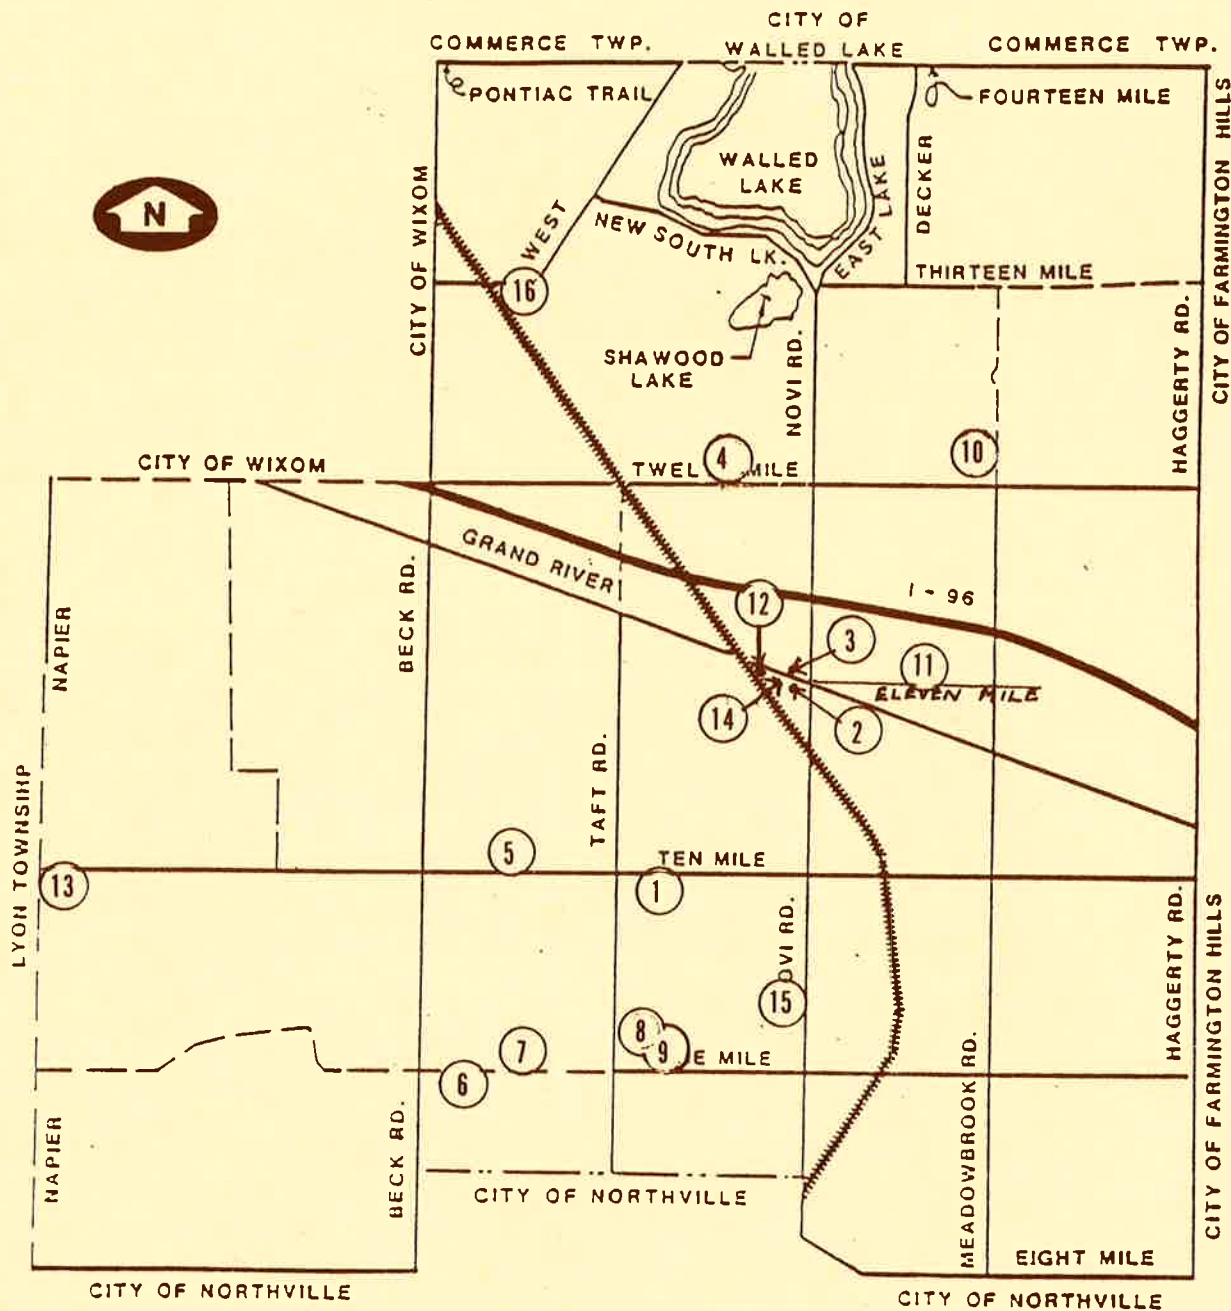 CITY OF
WALLED LAKE
COMMERCE TWP.
COMMERCE TWP.
PONTIAC TRAIL
FOURTEEN MILE
CITY OF FARMINGTON HILLS
WALLED
LAKE
DECKER
N
CITY OF WIXOM
WEST
NEW SOUTH LK.
EAST LAKE
THIRTEEN MILE
16
SHAWOOD
LAKE
NOVI RD.
HAGGERTY RD.
4
10
CITY OF WIXOM
TWEL MILE
GRAND RIVER
I-96
12
3
11
ELEVEN MILE
14
2
NAPIER
BECK RD.
TAFT RD.
LYON TOWNSIHP
5
TEN MILE
13
1
OVI RD.
15
HAGGERTY RD.
CITY OF FARMINGTON HILLS
8
9
7
E MILE
6
NAPIER
BECK RD.
MEADOWBROOK RD.
CITY OF NORTHVILLE
EIGHT MILE
CITY OF NORTHVILLE
CITY OF NORTHVILLE